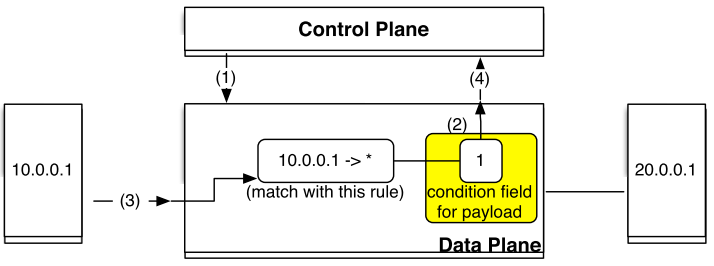 Control Plane
(1)
(4)
(2)
10.0.0.1
10.0.0.1 -> *
1
20.0.0.1
(match with this rule)
condition field
for payload
(3)
Data Plane